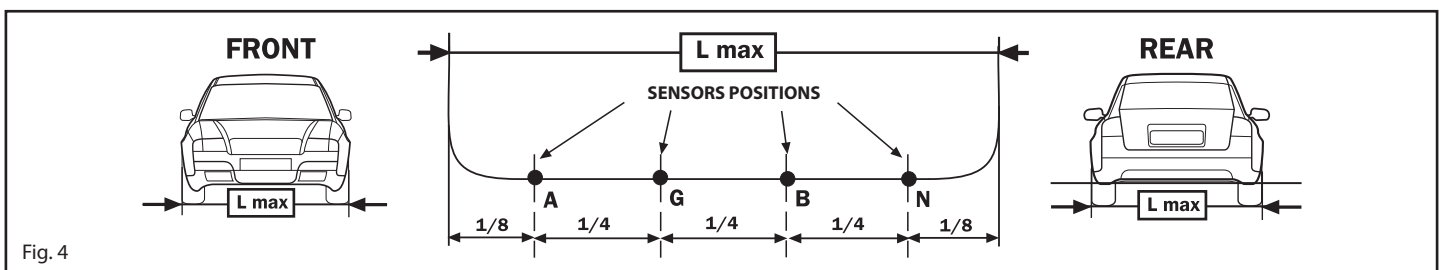 FRONT
L max
L max
SENSORS POSITIONS
A G B N
1/8 1/4 1/4 1/4 1/8
REAR
L max
Fig. 4